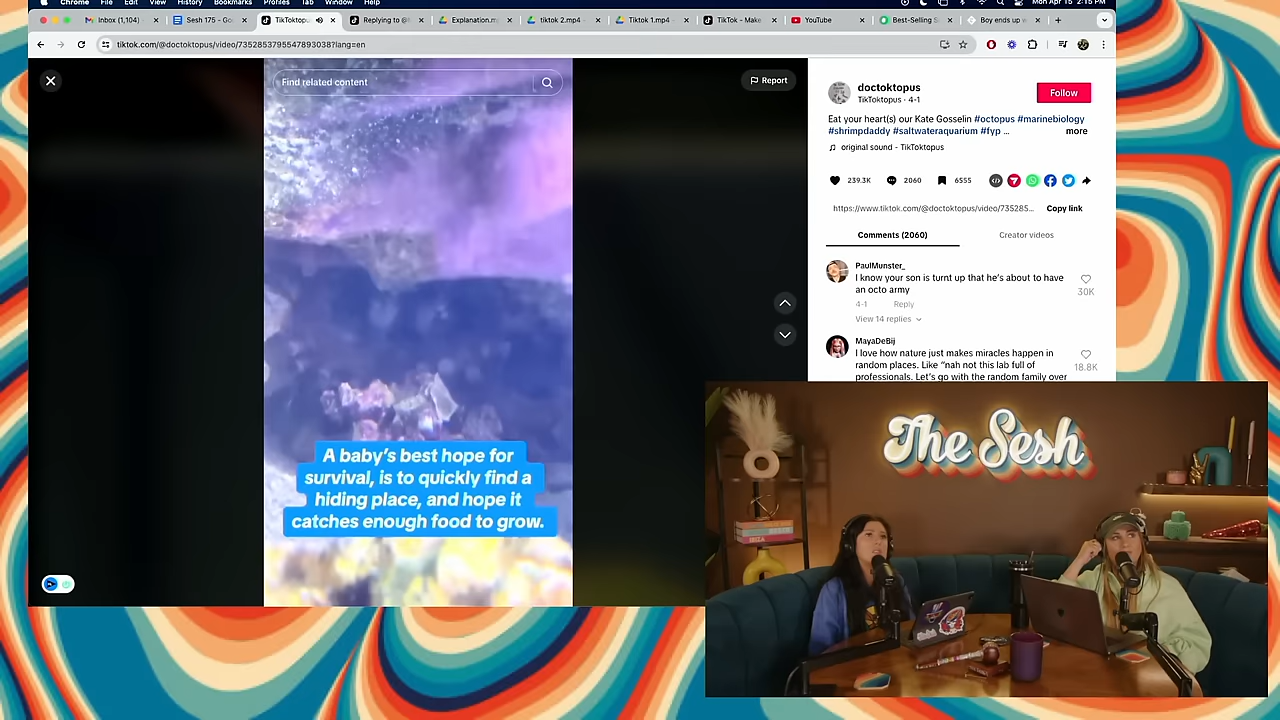 Chrome File Edit View History Bookmarks Profiles Tab Window Help
Mon Apr 15 2:15 PM
Inbox (1,104)
Sesh 175 - Go
TikToktopu
Replying to @
Explanation.m
tiktok 2.mp4 -
Tiktok 1.mp4 -
TikTok - Make
YouTube
Best-Selling S
Boy ends up w
tiktok.com/@doctoktopus/video/7352853795547893038?lang=en
Find related content
Report
A baby's best hope for
survival, is to quickly find a
hiding place, and hope it
catches enough food to grow.
doctoktopus
TikToktopus · 4-1
Follow
Eat your heart(s) our Kate Gosselin #octopus #marinebiology
#shrimpdaddy #saltwateraquarium #fyp ...
more
original sound - TikToktopus
239.3K
2060
6555
https://www.tiktok.com/@doctoktopus/video/735285...
Copy link
Comments (2060)
Creator videos
PaulMunster_
I know your son is turnt up that he's about to have
an octo army
30K
4-1 Reply
View 14 replies
MayaDeBij
I love how nature just makes miracles happen in
random places. Like "nah not this lab full of
professionals. Let's go with the random family over
18.8K
The Sesh
IBIZA